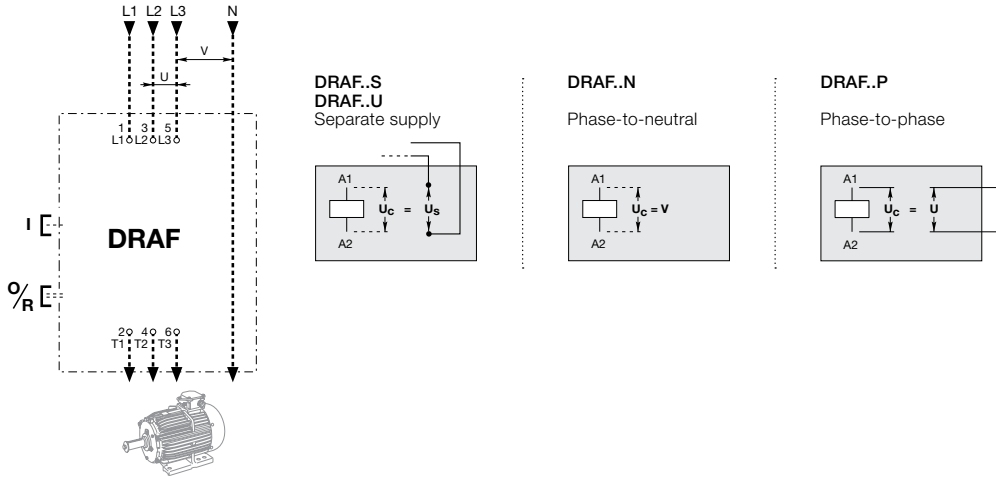 L1 L2 L3 N
V
U
1 3 5
L1 L2 L3
I
DRAF
O/R
2 4 6
T1 T2 T3
DRAF..S
DRAF..U
Separate supply
A1
Uc = Us
A2
DRAF..N
Phase-to-neutral
A1
Uc = V
A2
DRAF..P
Phase-to-phase
A1
Uc = U
A2